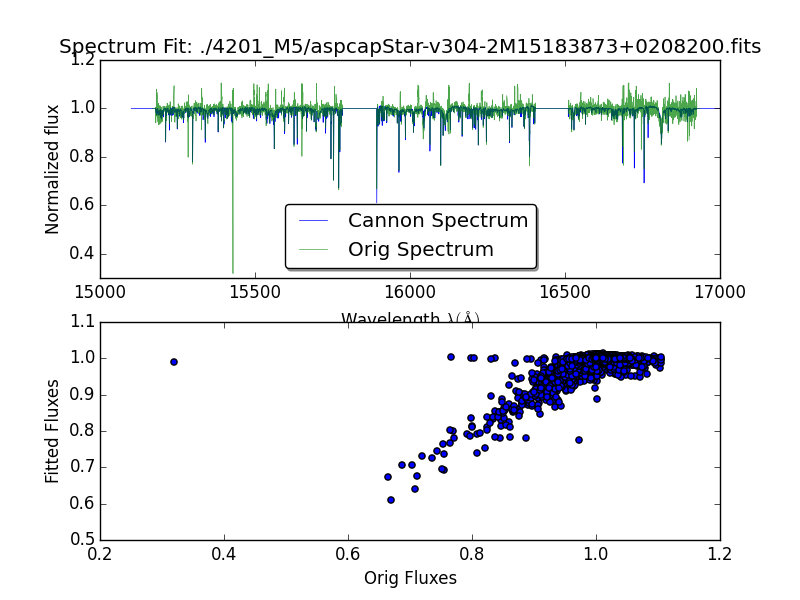 Spectrum Fit: ./4201_M5/aspcapStar-v304-2M15183873+0208200.fits
1.2
1.0
0.8
0.6
0.4
Normalized flux
Cannon Spectrum
Orig Spectrum
15000 15500 16000 16500 17000
Wavelength λ(Å)
1.1
1.0
0.9
0.8
0.7
0.6
0.5
Fitted Fluxes
0.2 0.4 0.6 0.8 1.0 1.2
Orig Fluxes